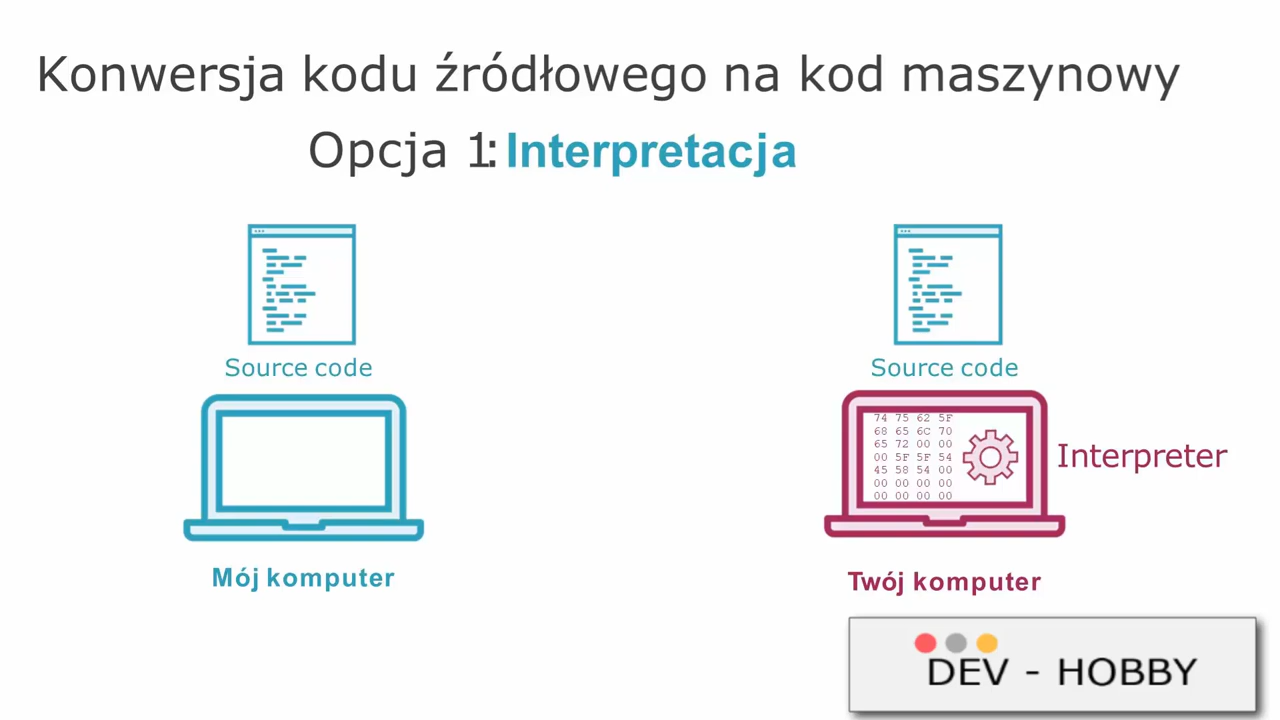 Konwersja kodu źródłowego na kod maszynowy
Opcja 1: Interpretacja
Source code
Source code
74 75 62 5F
68 65 6C 70
65 72 00 00
00 5F 5F 54
45 58 54 00
00 00 00 00
00 00 00 00
Interpreter
Mój komputer
Twój komputer
DEV - HOBBY